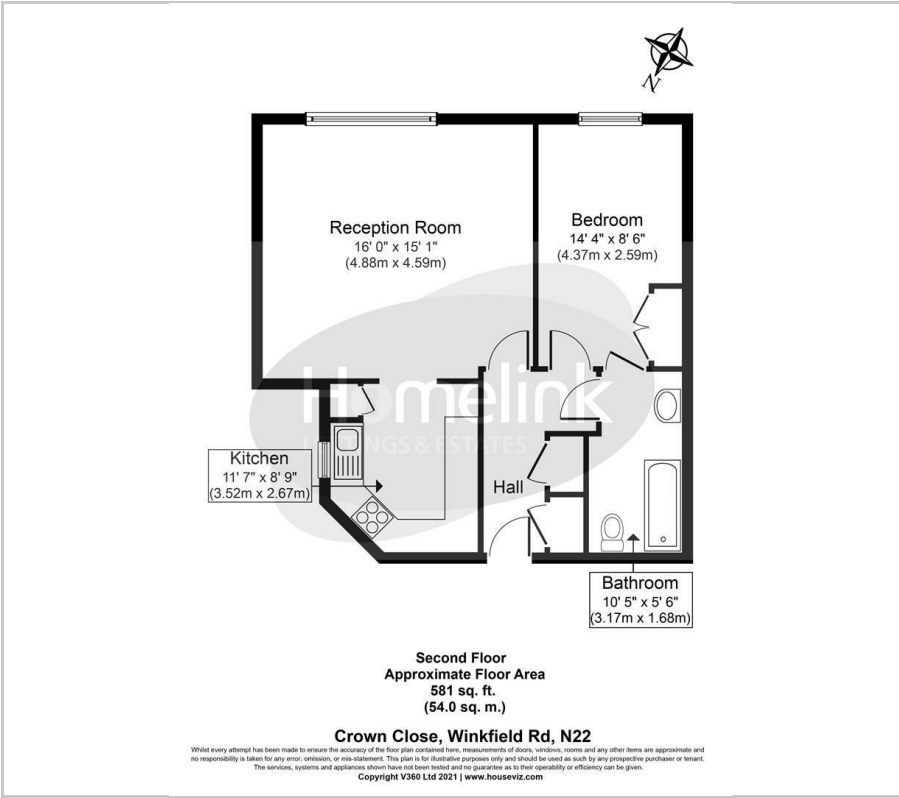 N
Reception Room
16' 0" x 15' 1"
(4.88m x 4.59m)
Bedroom
14' 4" x 8' 6"
(4.37m x 2.59m)
Homelink
LETTINGS & ESTATES
Kitchen
11' 7" x 8' 9"
(3.52m x 2.67m)
Hall
Bathroom
10' 5" x 5' 6"
(3.17m x 1.68m)
Second Floor
Approximate Floor Area
581 sq. ft.
(54.0 sq. m.)
Crown Close, Winkfield Rd, N22
Whilst every attempt has been made to ensure the accuracy of the floor plan contained here, measurements of doors, windows, rooms and any other items are approximate and
no responsibility is taken for any error, omission, or mis-statement. This plan is for illustrative purposes only and should be used as such by any prospective purchaser or tenant.
The services, systems and appliances shown have not been tested and no guarantee as to their operability or efficiency can be given.
Copyright V360 Ltd 2021 | www.houseviz.com